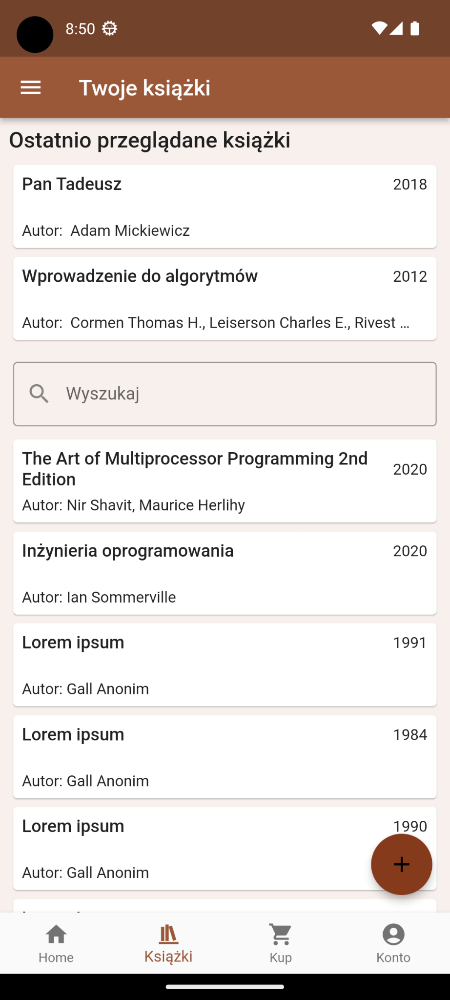 8:50
Twoje książki
Ostatnio przeglądane książki
Pan Tadeusz
2018
Autor: Adam Mickiewicz
Wprowadzenie do algorytmów
2012
Autor: Cormen Thomas H., Leiserson Charles E., Rivest ...
Wyszukaj
The Art of Multiprocessor Programming 2nd
Edition
2020
Autor: Nir Shavit, Maurice Herlihy
Inżynieria oprogramowania
2020
Autor: Ian Sommerville
Lorem ipsum
1991
Autor: Gall Anonim
Lorem ipsum
1984
Autor: Gall Anonim
Lorem ipsum
1990
Autor: Gall Anonim
Home
Książki
Kup
Konto